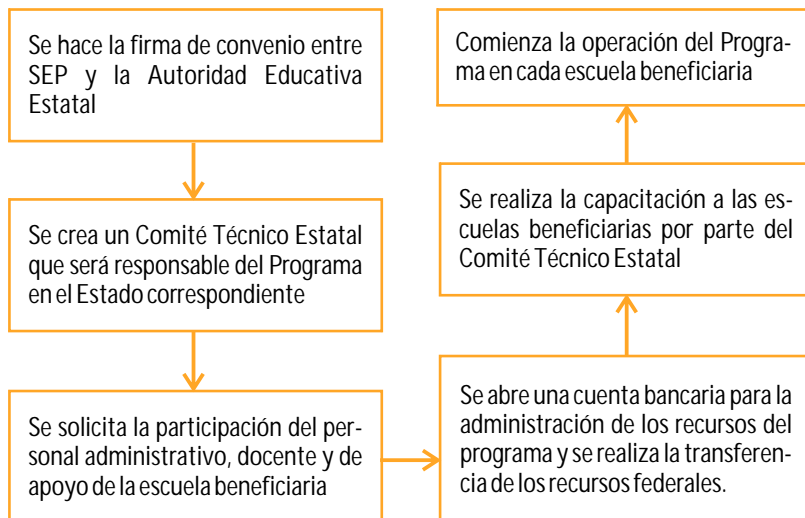 Se hace la firma de convenio entre
SEP y la Autoridad Educativa
Estatal
Se crea un Comité Técnico Estatal
que será responsable del Programa
en el Estado correspondiente
Se solicita la participación del per-
sonal administrativo, docente y de
apoyo de la escuela beneficiaria
Se abre una cuenta bancaria para la
administración de los recursos del
programa y se realiza la transferen-
cia de los recursos federales.
Se realiza la capacitación a las es-
cuelas beneficiarias por parte del
Comité Técnico Estatal
Comienza la operación del Progra-
ma en cada escuela beneficiaria